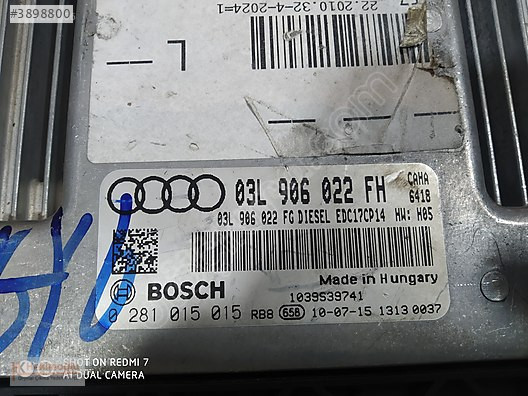 #3898800
22.2010.32-4-2024=1
L –
03L 906 022 FH
CAHA
6418
03L 906 022 FG DIESEL EDC17CP14 HW: H05
Made in Hungary
BOSCH
1039S39741
0 281 015 015 RBB 658 10-07-15 1313 0037
SHOT ON REDMI 7
AI DUAL CAMERA